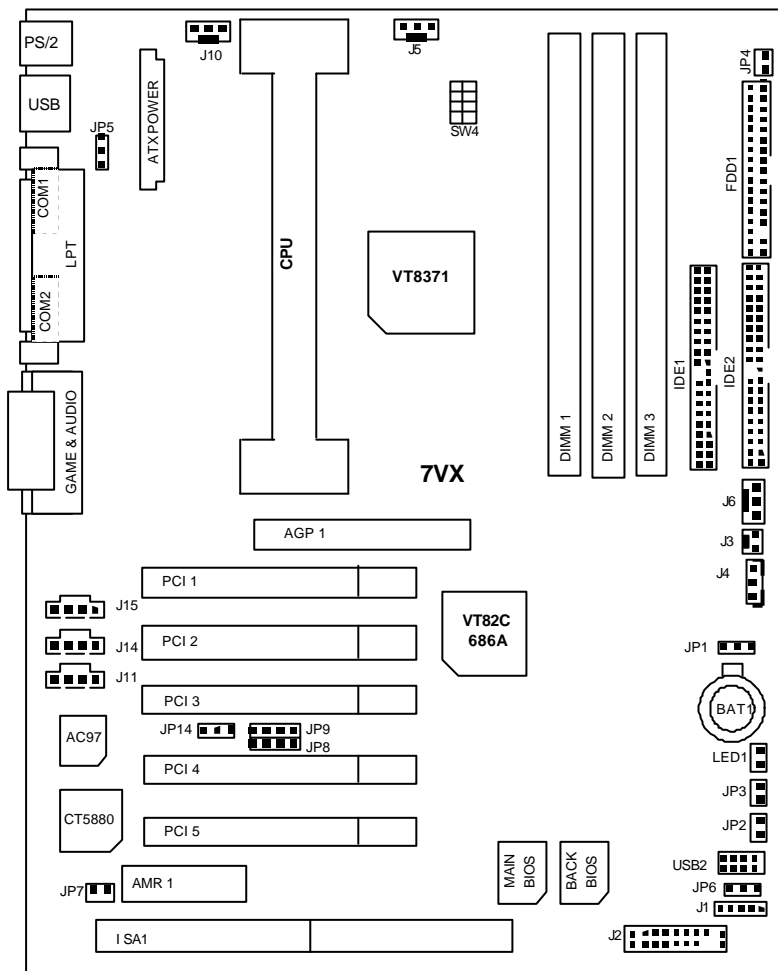 PS/2
J10
J5
JP4
USB
JP5
ATXPOWER
SW4
FDD1
COM1
LPT
COM2
CPU
VT8371
IDE1
IDE2
GAME & AUDIO
DIMM 1
DIMM 2
DIMM 3
7VX
J6
AGP 1
J3
J4
PCI 1
J15
VT82C
686A
PCI 2
J14
JP1
J11
PCI 3
BAT1
AC97
JP14
JP9
JP8
LED1
PCI 4
JP3
CT5880
PCI 5
JP2
MAIN
BIOS
BACK
BIOS
USB2
JP7
AMR 1
JP6
J1
I SA1
J2